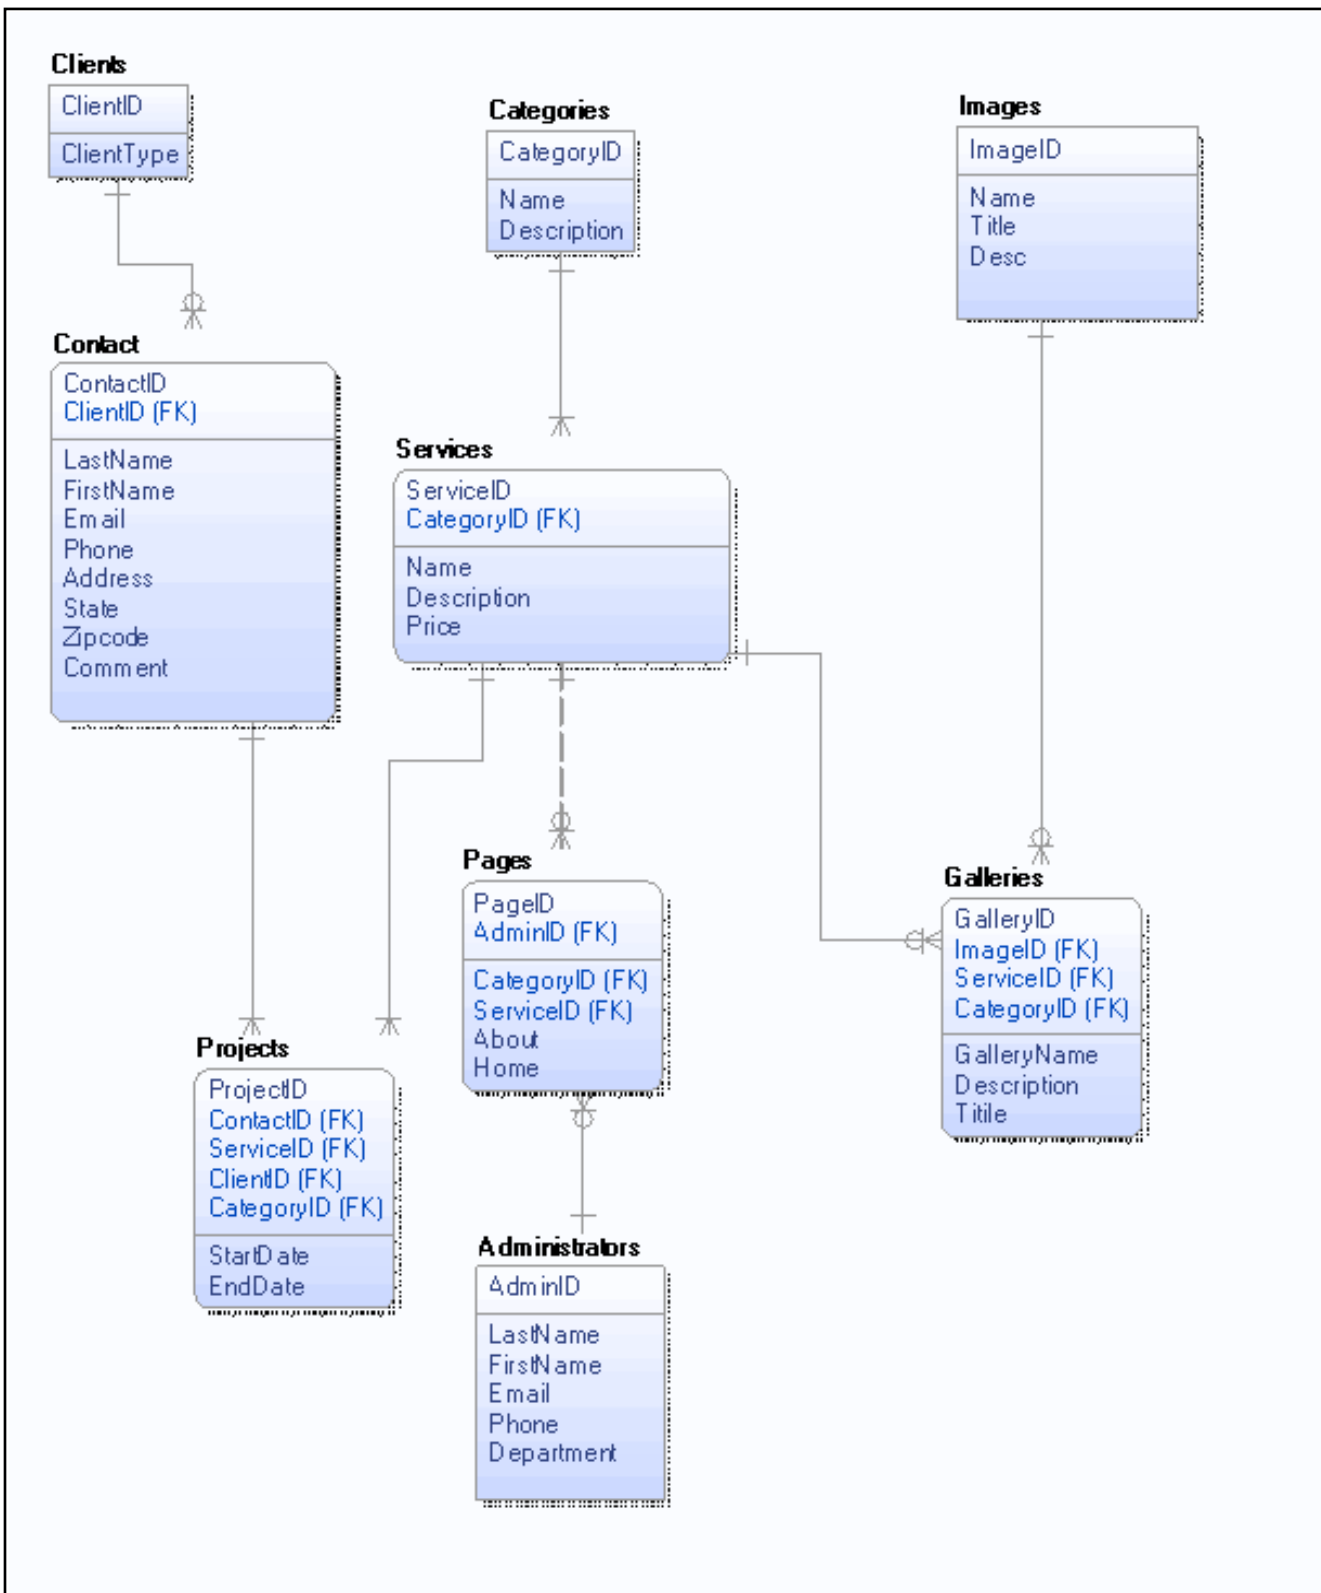 Clients
ClientID
ClientType
Categories
CategoryID
Name
Description
Images
ImageID
Name
Title
Desc
Contact
ContactID
ClientID (FK)
LastName
FirstName
Email
Phone
Address
State
Zipcode
Comment
Services
ServiceID
CategoryID (FK)
Name
Description
Price
Pages
PageID
AdminID (FK)
CategoryID (FK)
ServiceID (FK)
About
Home
Galleries
GalleryID
ImageID (FK)
ServiceID (FK)
CategoryID (FK)
GalleryName
Description
Titile
Projects
ProjectID
ContactID (FK)
ServiceID (FK)
ClientID (FK)
CategoryID (FK)
StartDate
EndDate
Administrators
AdminID
LastName
FirstName
Email
Phone
Department